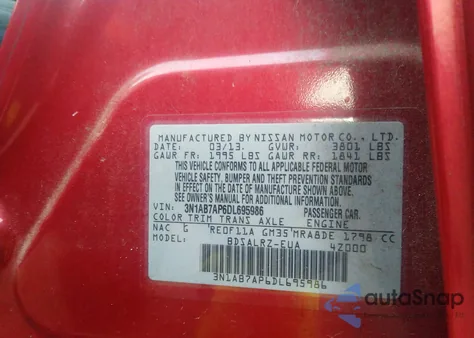 MANUFACTURED BY NISSAN MOTOR CO., LTD.
DATE: 03/13. GVWR: 3801 LBS
GAWR FR: 1995 LBS GAWR RR: 1841 LBS
THIS VEHICLE CONFORMS TO ALL APPLICABLE FEDERAL MOTOR
VEHICLE SAFETY, BUMPER AND THEFT PREVENTION STANDARDS
IN EFFECT ON THE DATE OF MANUFACTURE SHOWN ABOVE.
SEE OWNER'S MANUAL FOR ADDITIONAL INFORMATION.
VIN: 3N1AB7AP6DL695986 PASSENGER CAR.
COLOR TRIM TRANS AXLE ENGINE
NAC G RE0F11A GM35 MRA8DE 1798 CC
MODEL: BDSALRZ-EUA 42000
3N1AB7AP6DL695986
autoSnap